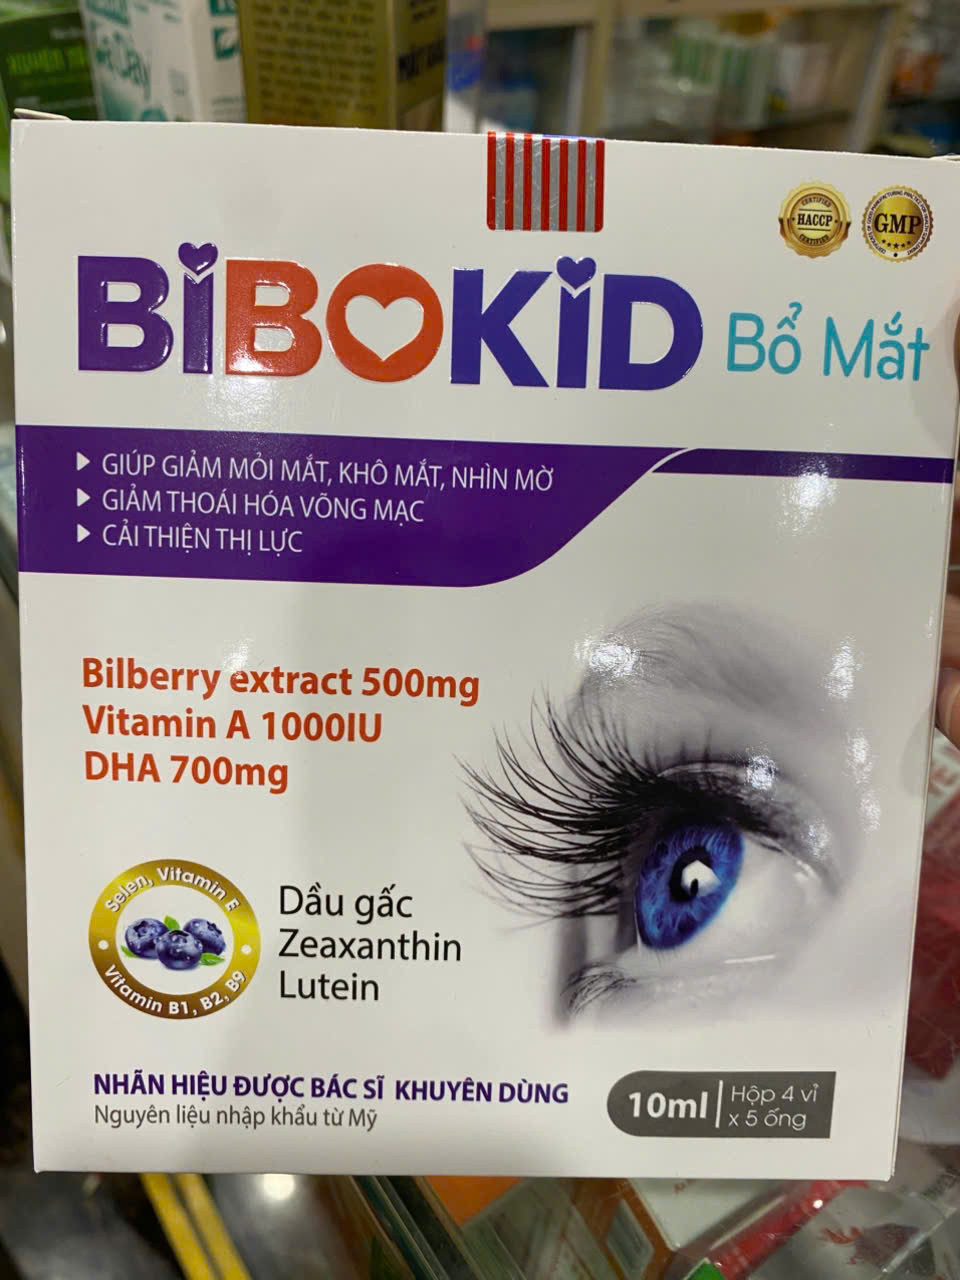 CERTIFIED
HACCP
CERTIFIED
GMP
BiBOKiD Bổ Mắt
GIÚP GIẢM MỎI MẮT, KHÔ MẮT, NHÌN MỜ
GIẢM THOÁI HÓA VÕNG MẠC
CẢI THIỆN THỊ LỰC
Bilberry extract 500mg
Vitamin A 1000IU
DHA 700mg
Selen, Vitamin E
Vitamin B1, B2, B9
Dầu gấc
Zeaxanthin
Lutein
NHÃN HIỆU ĐƯỢC BÁC SĨ KHUYÊN DÙNG
Nguyên liệu nhập khẩu từ Mỹ
10ml
Hộp 4 vỉ
x 5 ống